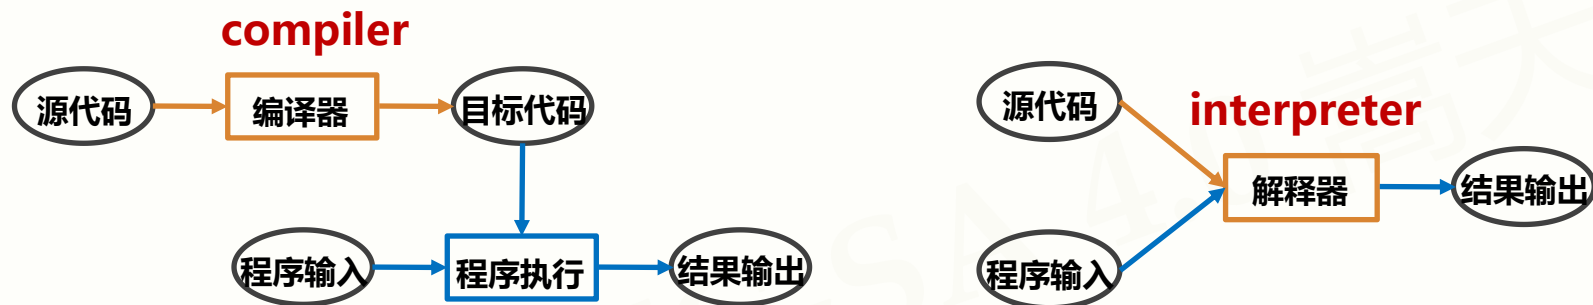 compiler
源代码
编译器
目标代码
程序输入
程序执行
结果输出
源代码
interpreter
解释器
结果输出
程序输入